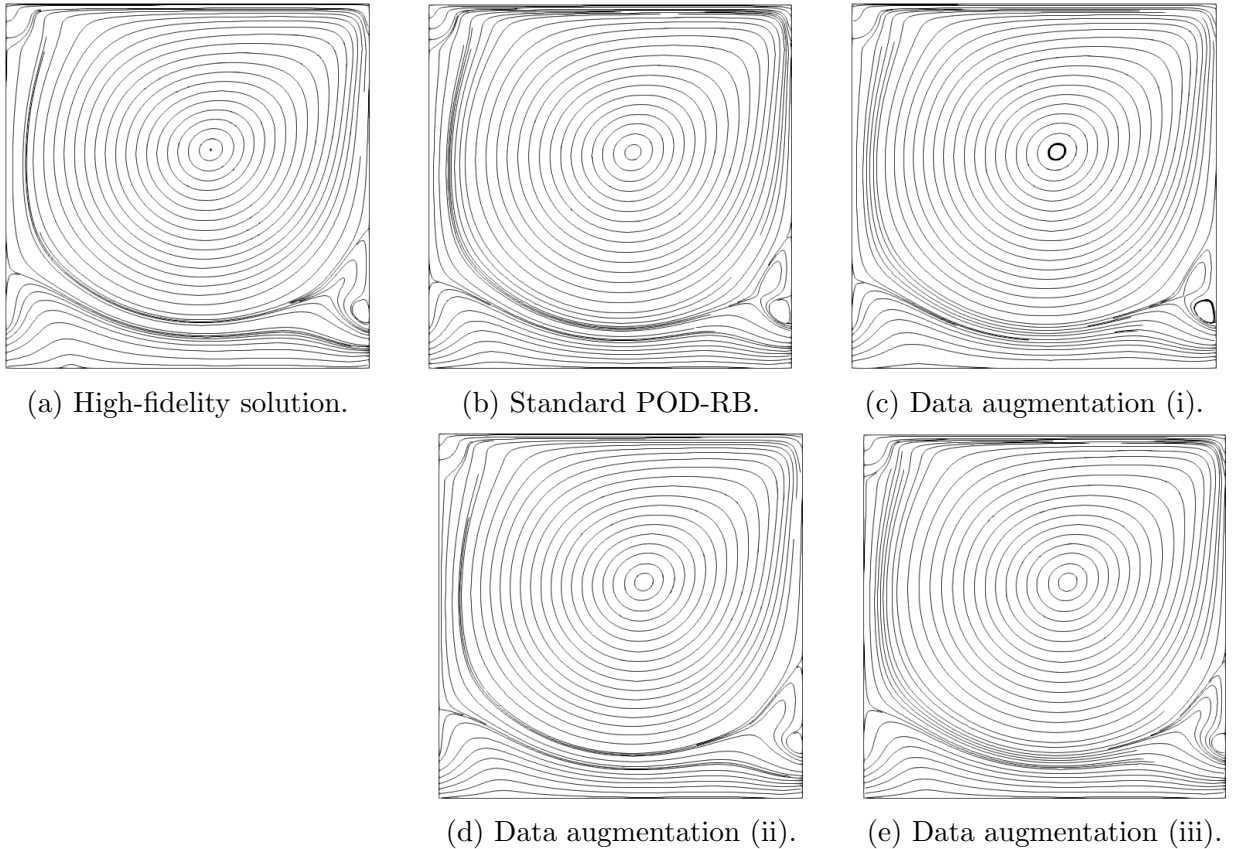 (a) High-fidelity solution.
(b) Standard POD-RB.
(c) Data augmentation (i).
(d) Data augmentation (ii).
(e) Data augmentation (iii).